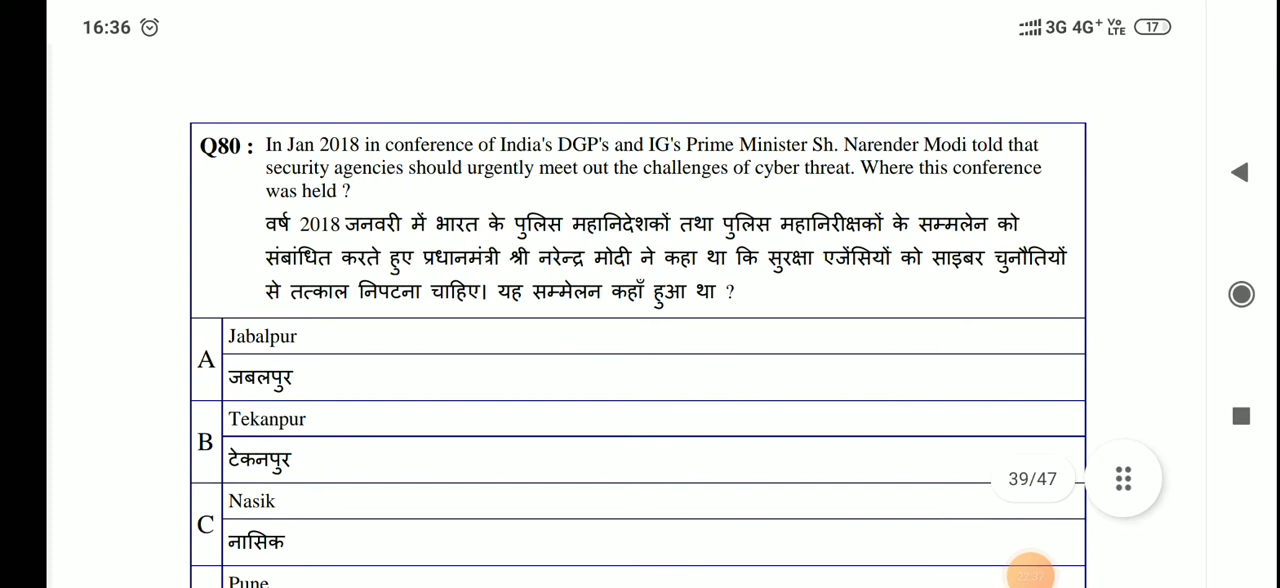 16:36
3G 4G+ Vo LTE 17
Q80 : In Jan 2018 in conference of India's DGP's and IG's Prime Minister Sh. Narender Modi told that
security agencies should urgently meet out the challenges of cyber threat. Where this conference
was held ?
वर्ष 2018 जनवरी में भारत के पुलिस महानिदेशकों तथा पुलिस महानिरीक्षकों के सम्मलेन को
संबांधित करते हुए प्रधानमंत्री श्री नरेन्द्र मोदी ने कहा था कि सुरक्षा एजेंसियों को साइबर चुनौतियों
से तत्काल निपटना चाहिए। यह सम्मेलन कहाँ हुआ था ?
A
Jabalpur
जबलपुर
B
Tekanpur
टेकनपुर
39/47
C
Nasik
नासिक
Pune
22:37